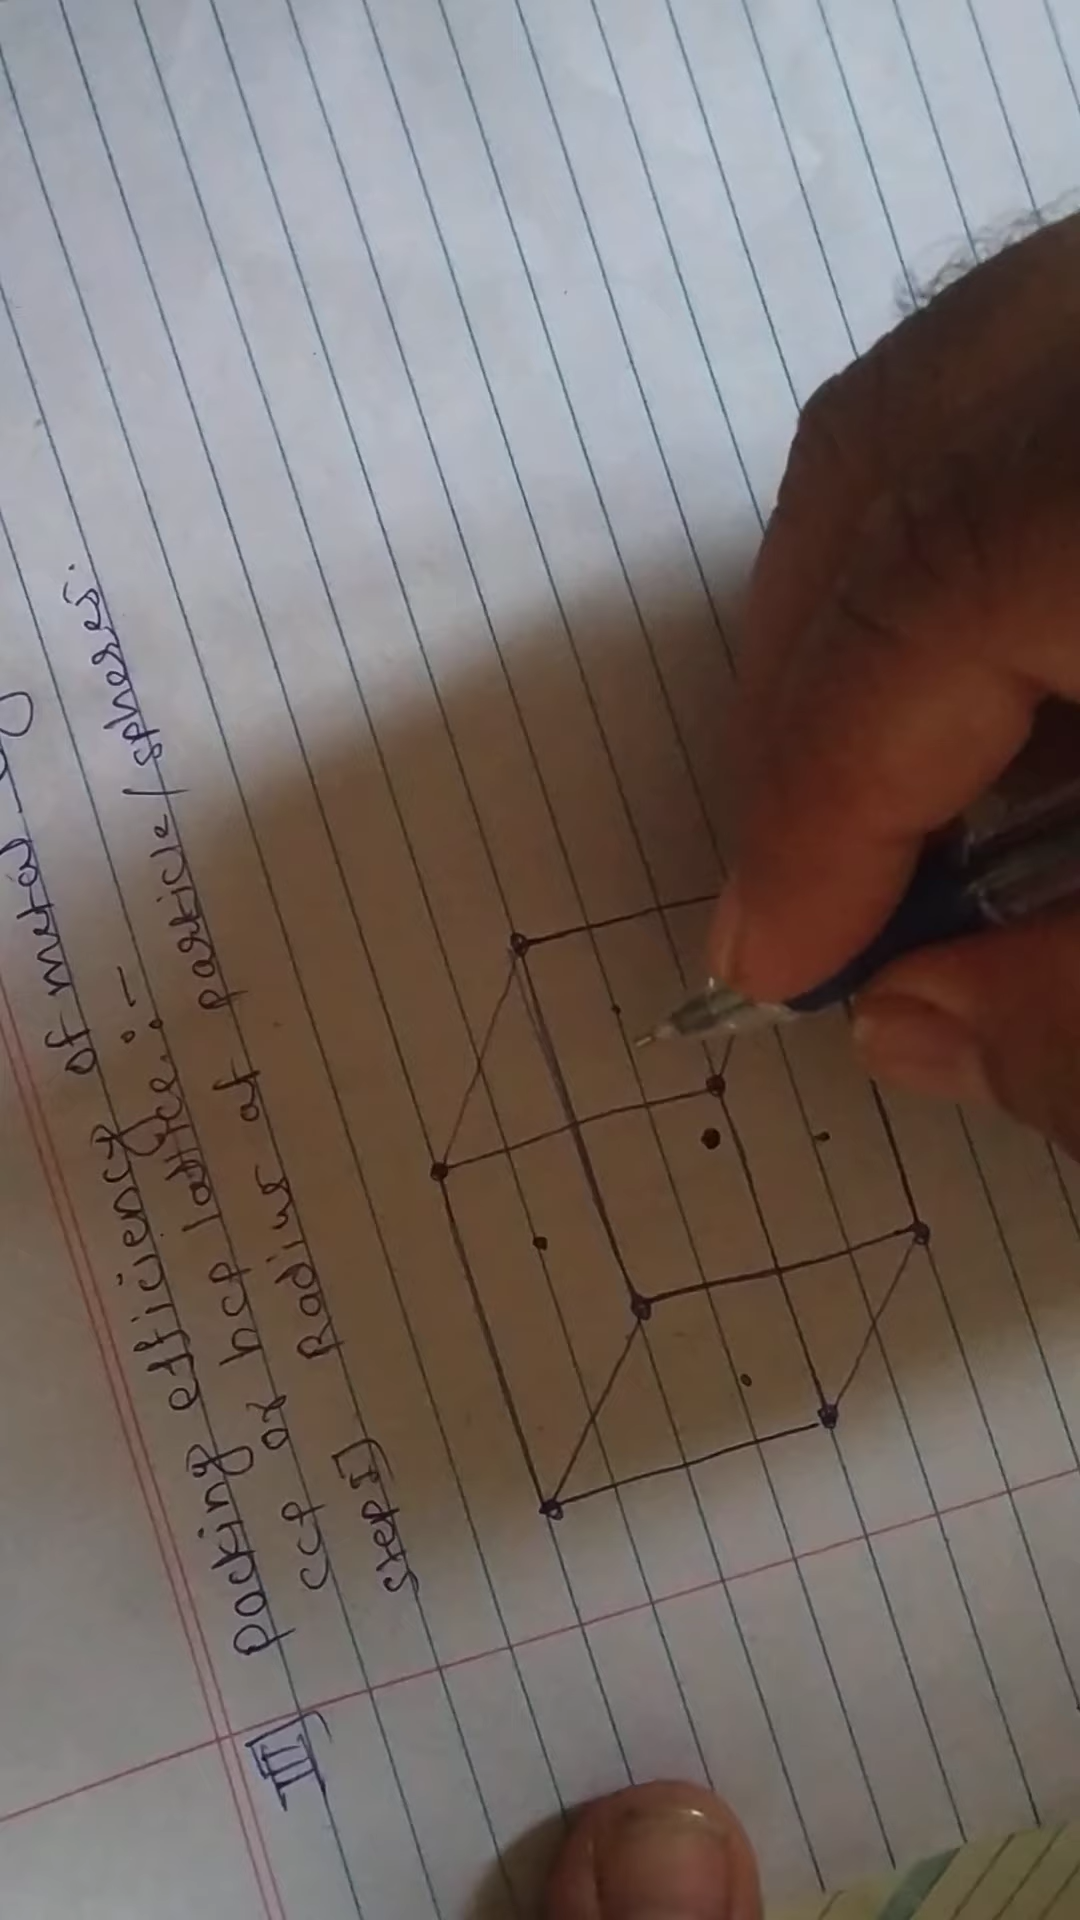 III] packing efficiency of metal
ccp or hcp lattice :-
step I] Radius of particle / spheres.